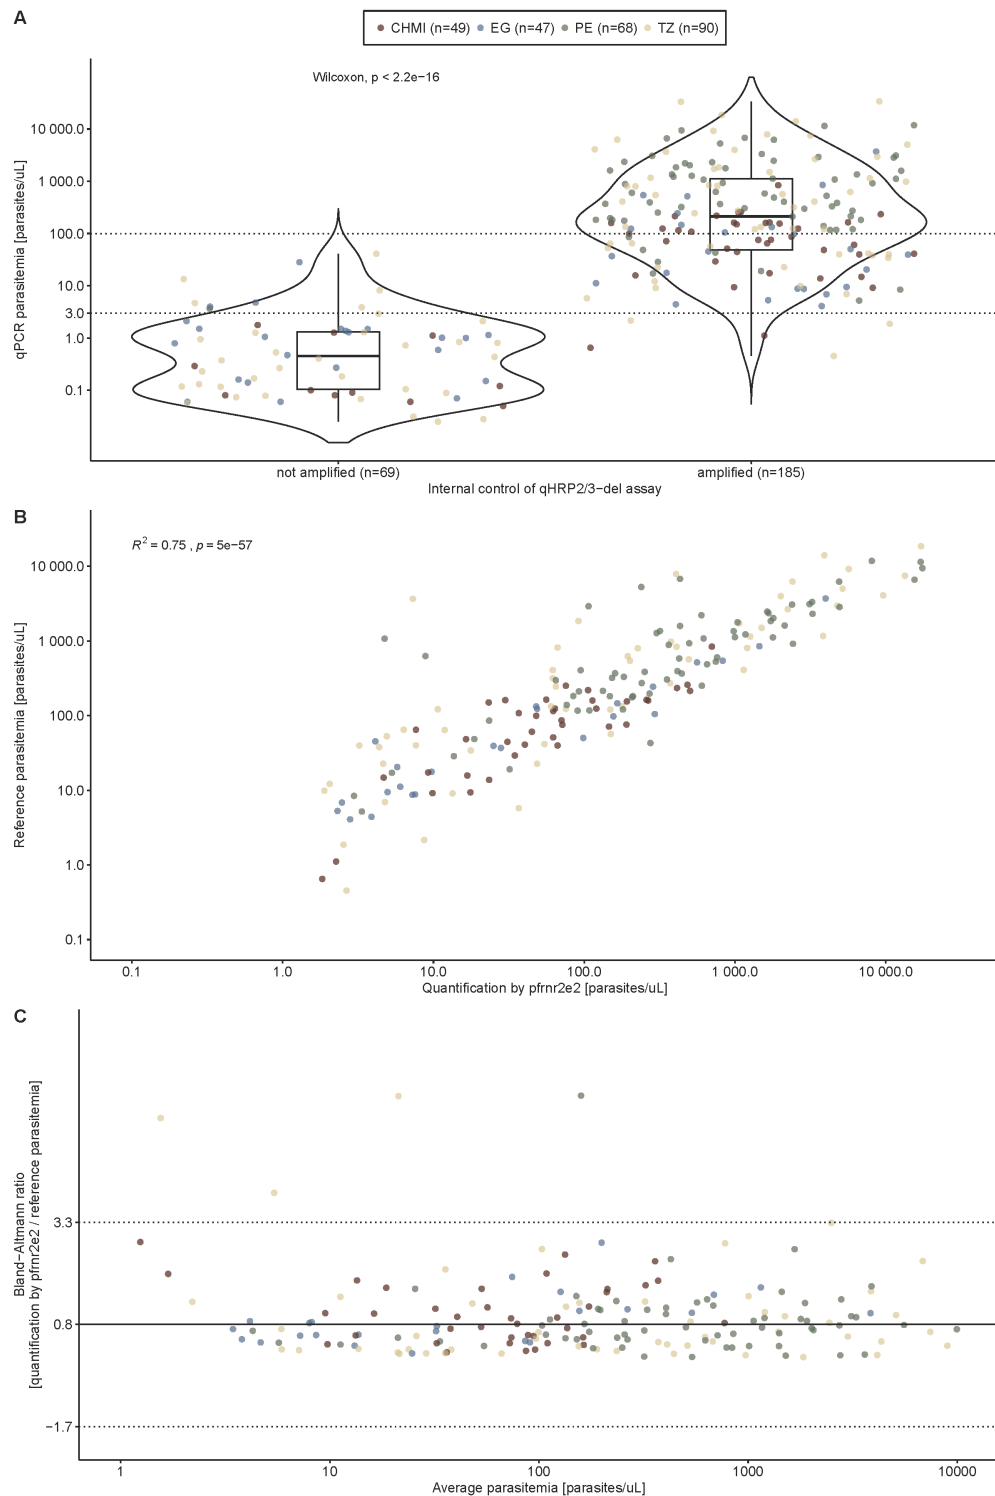 A
CHMI (n=49) EG (n=47) PE (n=68) TZ (n=90)
Wilcoxon, p < 2.2e−16
qPCR parasitemia [parasites/uL]
10 000.0
1 000.0
100.0
10.0
3.0
1.0
0.1
not amplified (n=69) amplified (n=185)
Internal control of qHRP2/3−del assay
B
R2 = 0.75 , p = 5e−57
Reference parasitemia [parasites/uL]
10 000.0
1 000.0
100.0
10.0
1.0
0.1
0.1 1.0 10.0 100.0 1 000.0 10 000.0
Quantification by pfrnr2e2 [parasites/uL]
C
Bland−Altmann ratio
[quantification by pfrnr2e2 / reference parasitemia]
3.3
0.8
−1.7
1 10 100 1000 10000
Average parasitemia [parasites/uL]